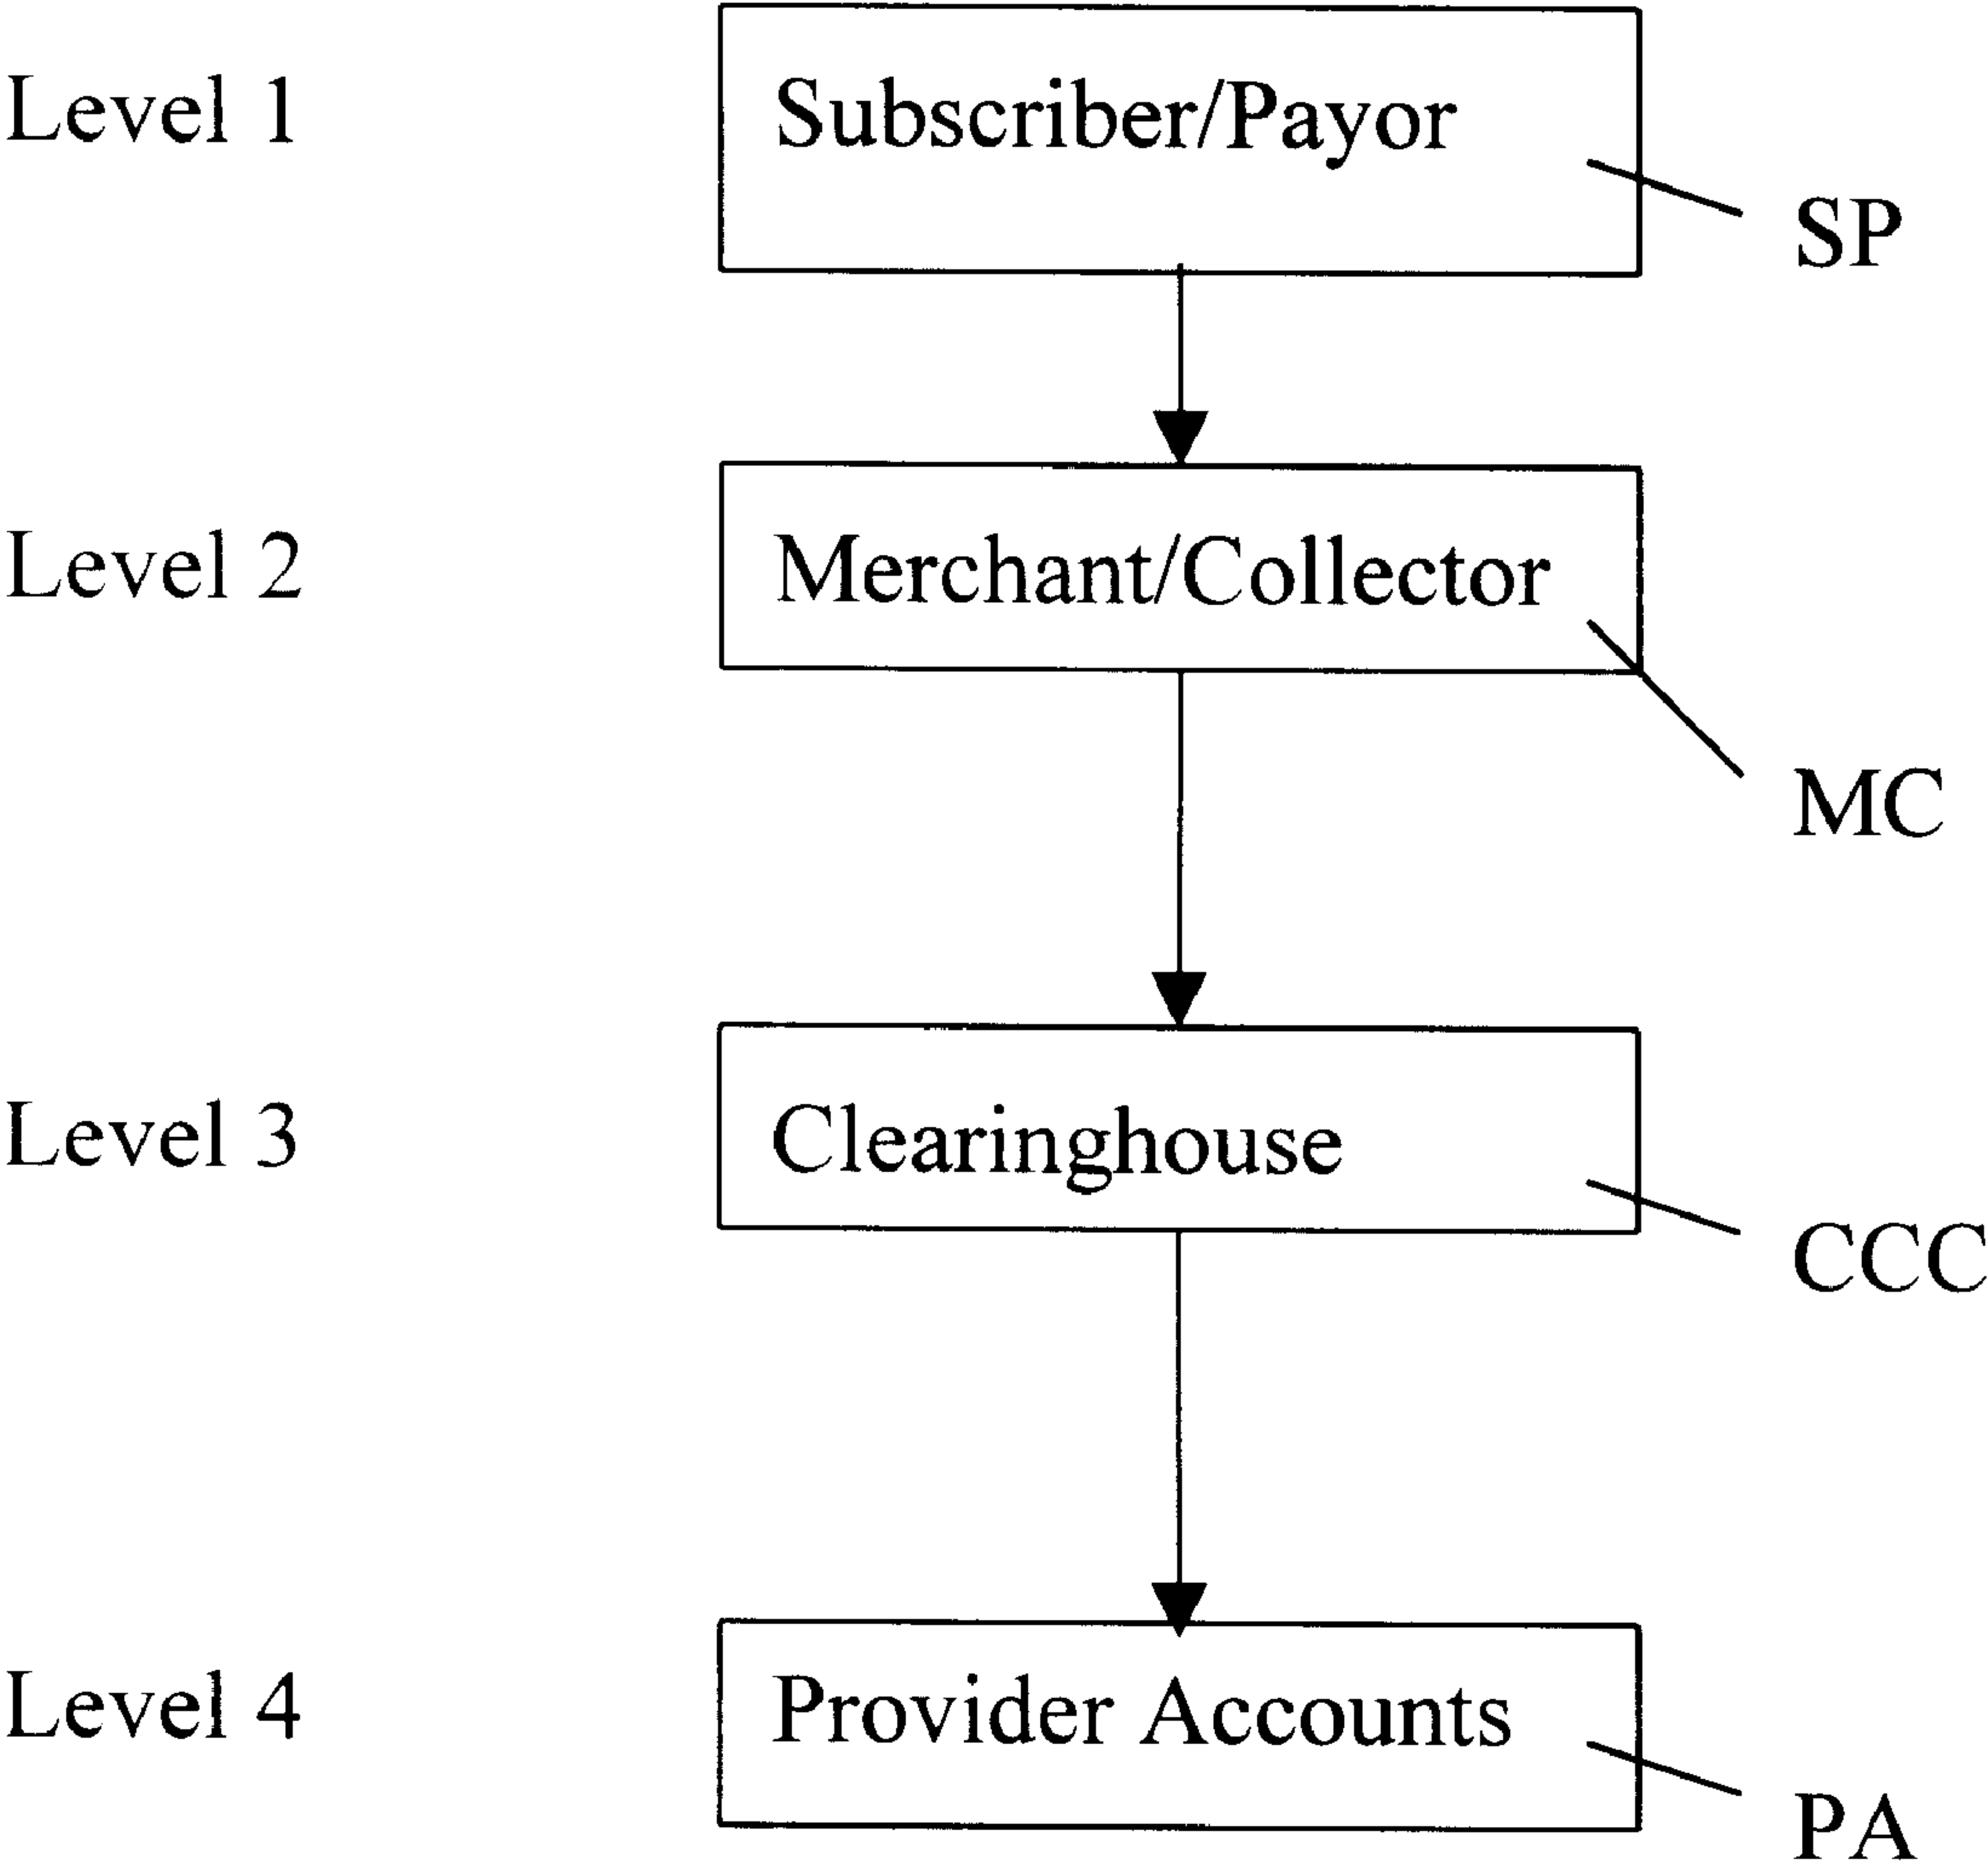 Level 1
Subscriber/Payor
SP
Level 2
Merchant/Collector
MC
Level 3
Clearinghouse
CCC
Level 4
Provider Accounts
PA